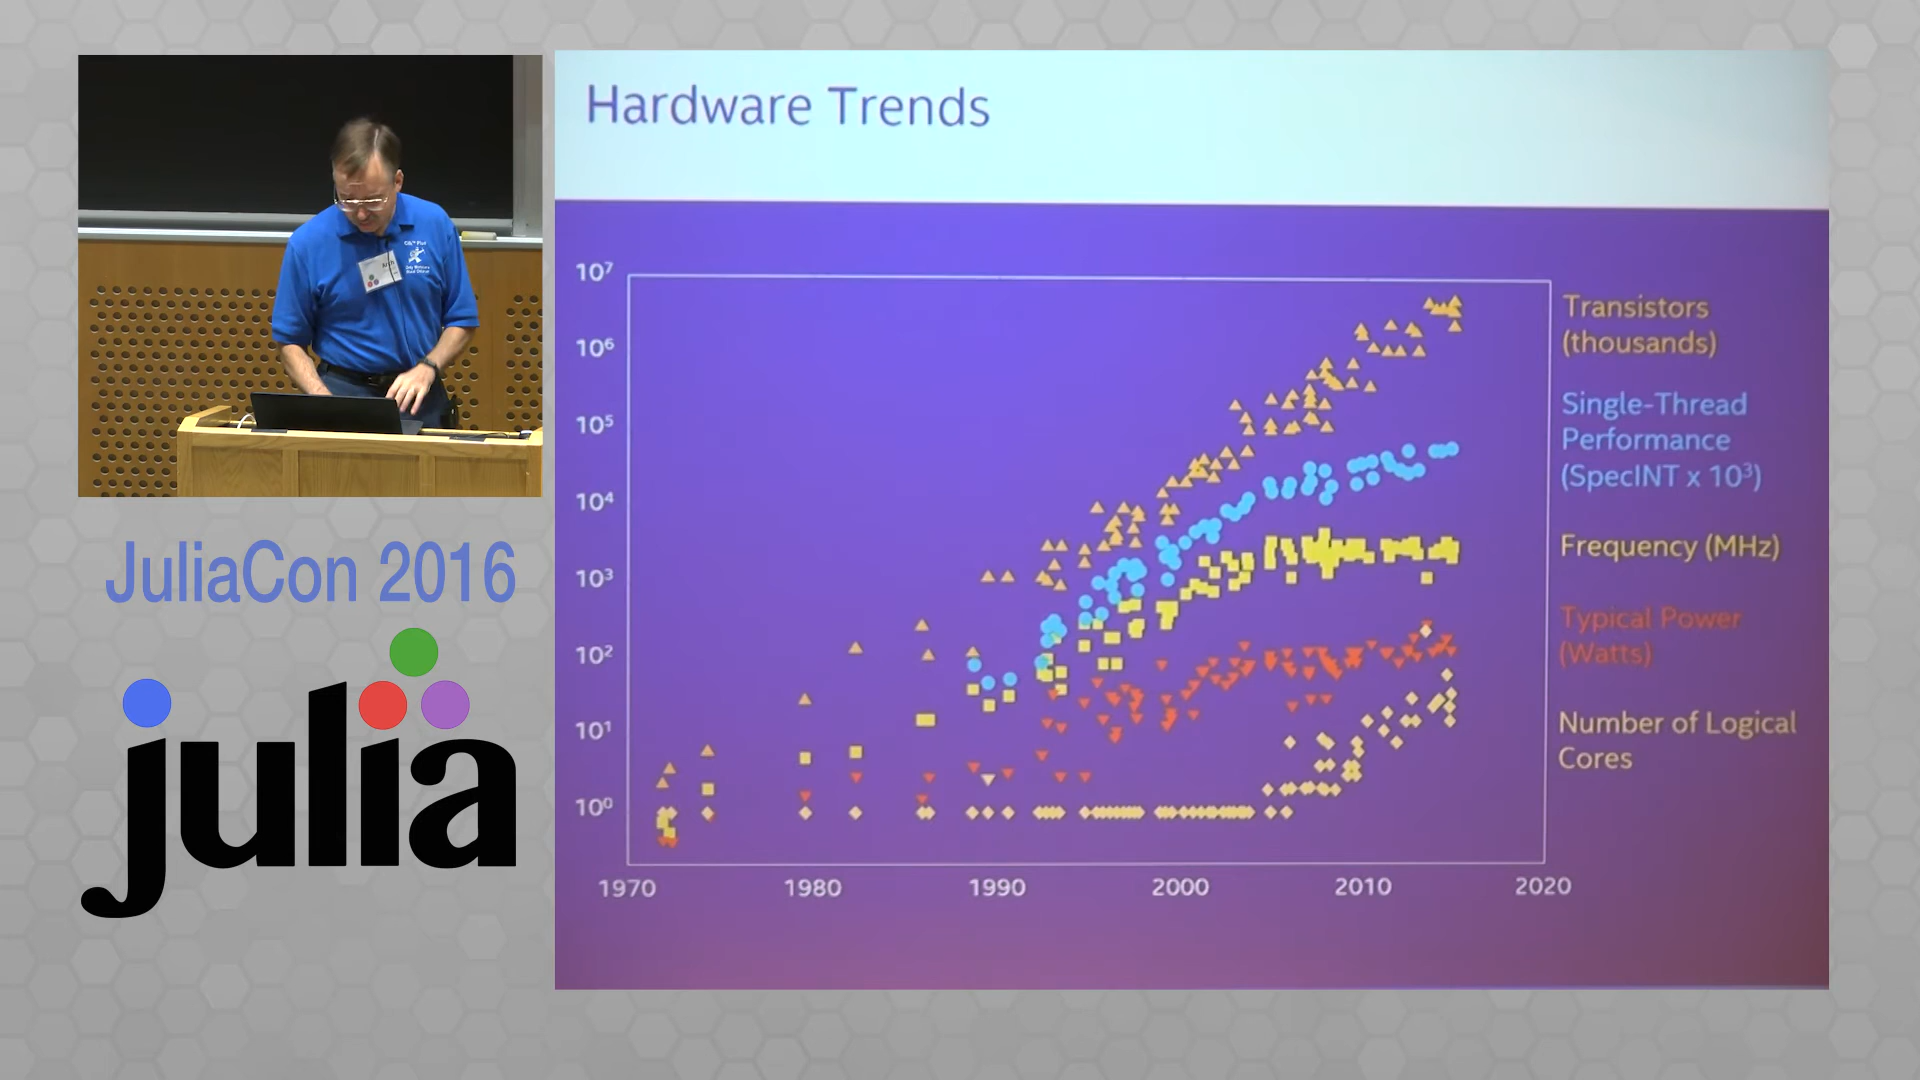 Hardware Trends
10⁷
10⁶
10⁵
10⁴
10³
10²
10¹
10⁰
1970
1980
1990
2000
2010
2020
Transistors
(thousands)
Single-Thread
Performance
(SpecINT x 10³)
Frequency (MHz)
Typical Power
(Watts)
Number of Logical
Cores
JuliaCon 2016
julia